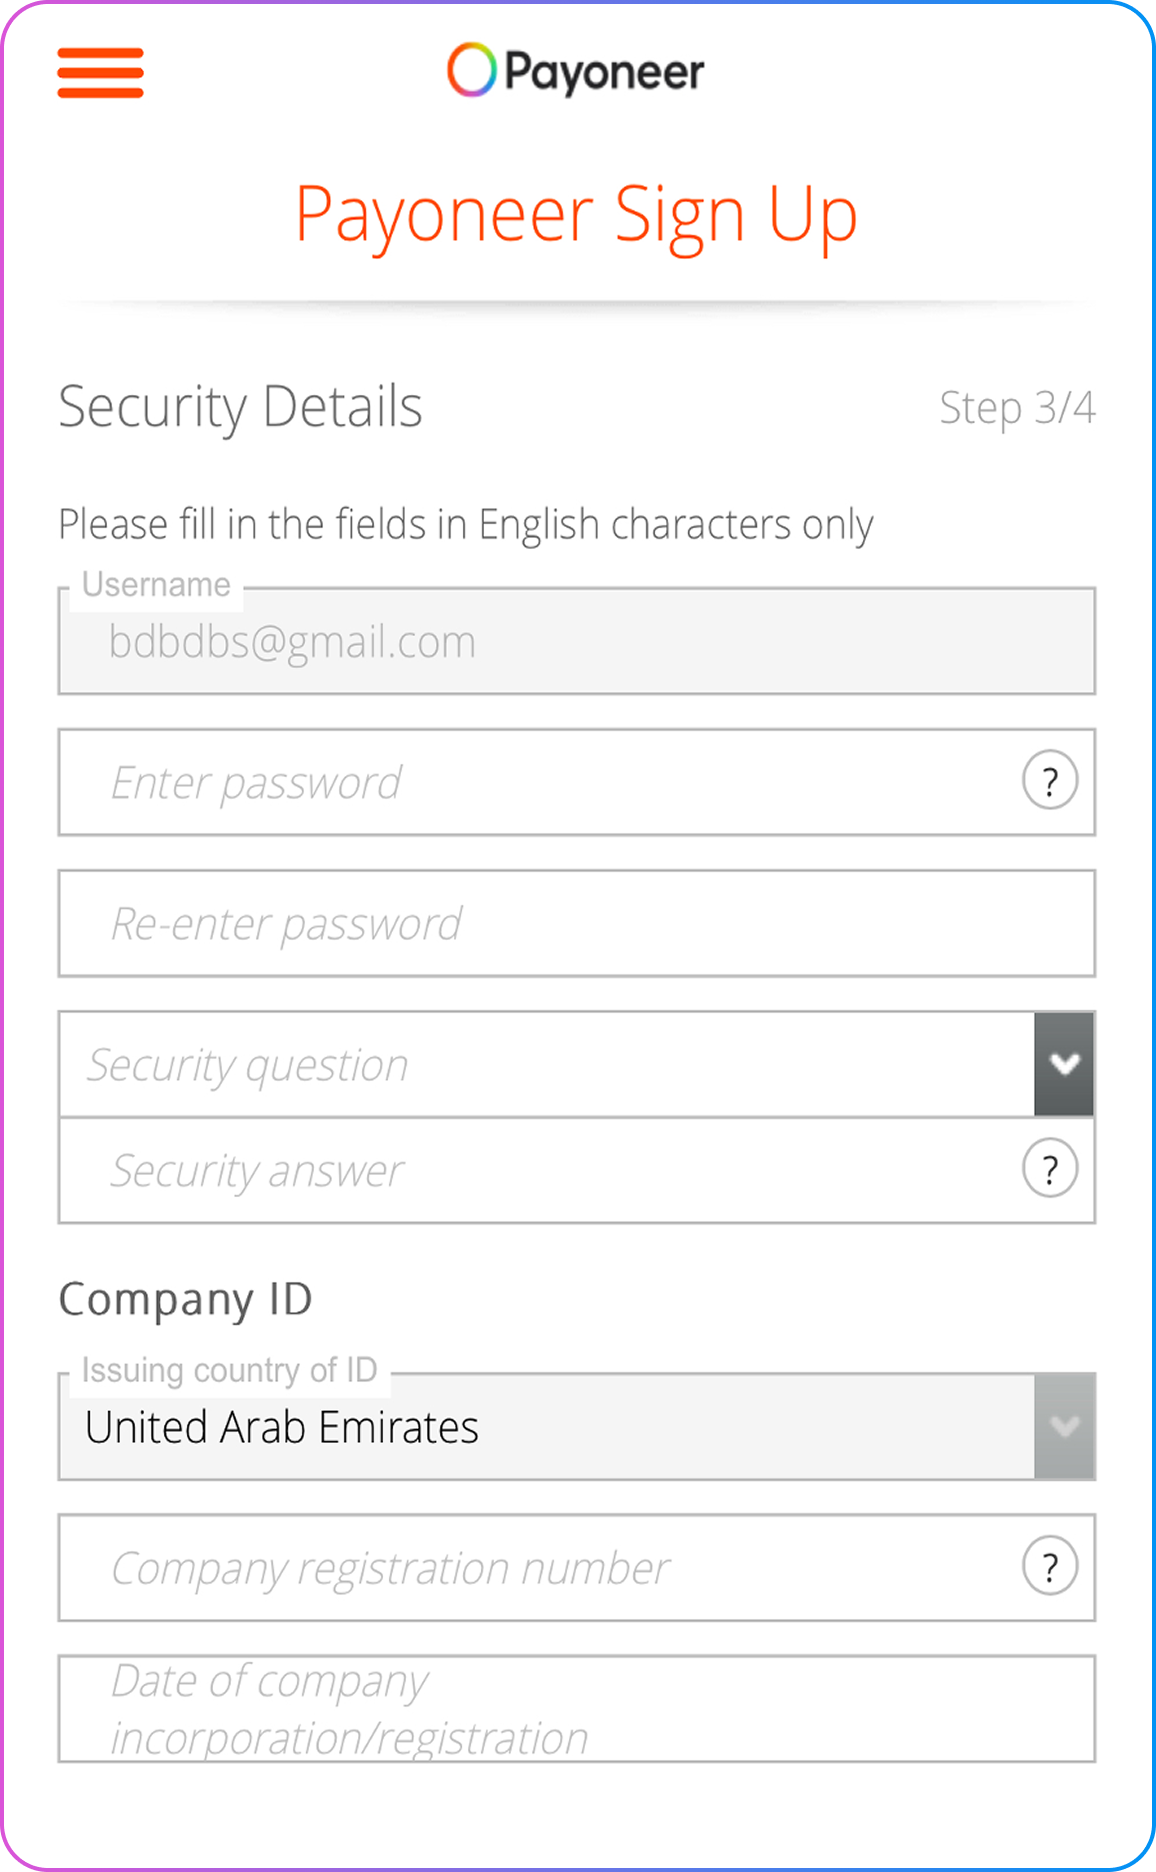 Payoneer
Payoneer Sign Up
Security Details
Step 3/4
Please fill in the fields in English characters only
Username
bdbdbs@gmail.com
Enter password
?
Re-enter password
Security question
Security answer
?
Company ID
Issuing country of ID
United Arab Emirates
Company registration number
?
Date of company
incorporation/registration